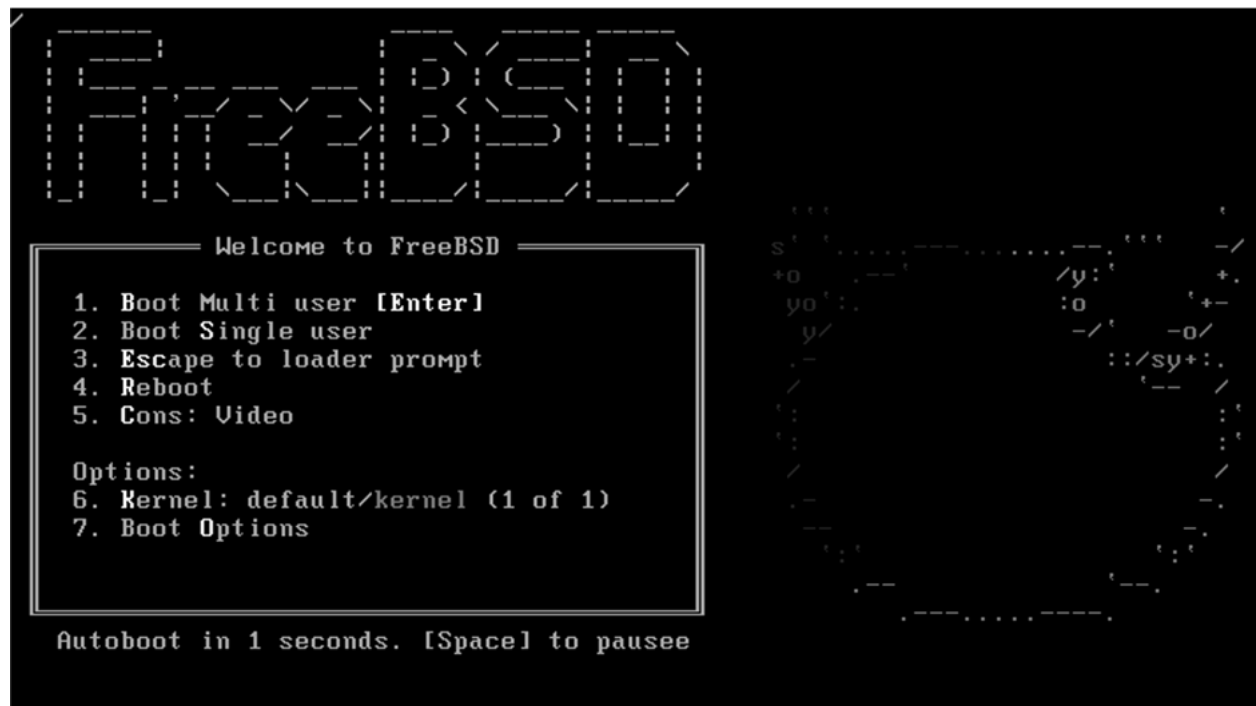 FreeBSD
Welcome to FreeBSD
1. Boot Multi user [Enter]
2. Boot Single user
3. Escape to loader prompt
4. Reboot
5. Cons: Video
Options:
6. Kernel: default/kernel (1 of 1)
7. Boot Options
Autoboot in 1 seconds. [Space] to pausee